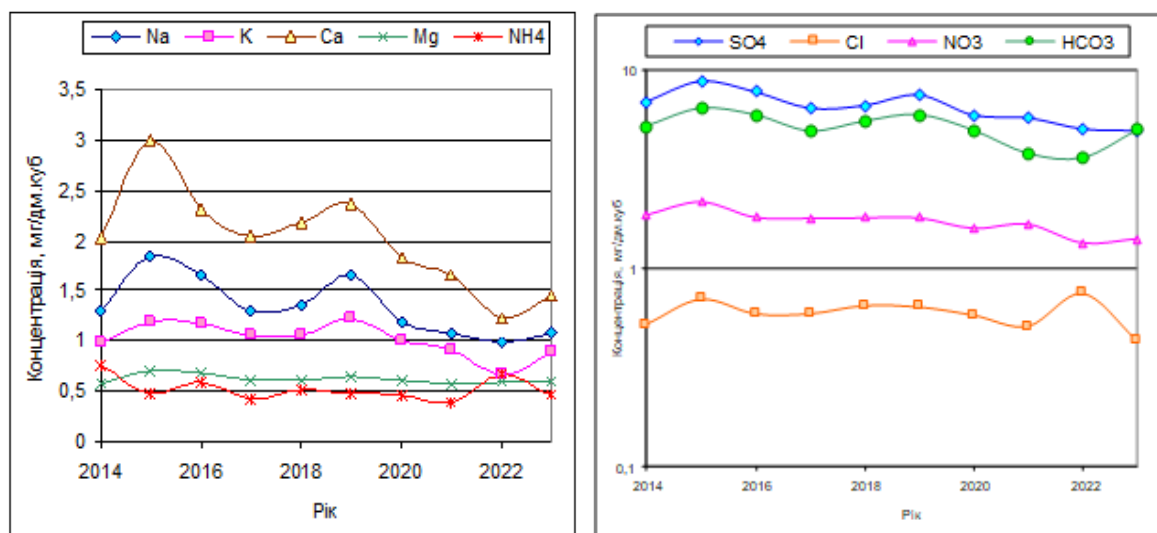 Na K Ca Mg NH4
Концентрація, мг/дм.куб
3,5
3
2,5
2
1,5
1
0,5
0
2014 2016 2018 2020 2022
Рік
SO4 Cl NO3 HCO3
Концентрація, мг/дм.куб
10
1
0,1
2014 2016 2018 2020 2022
Рік